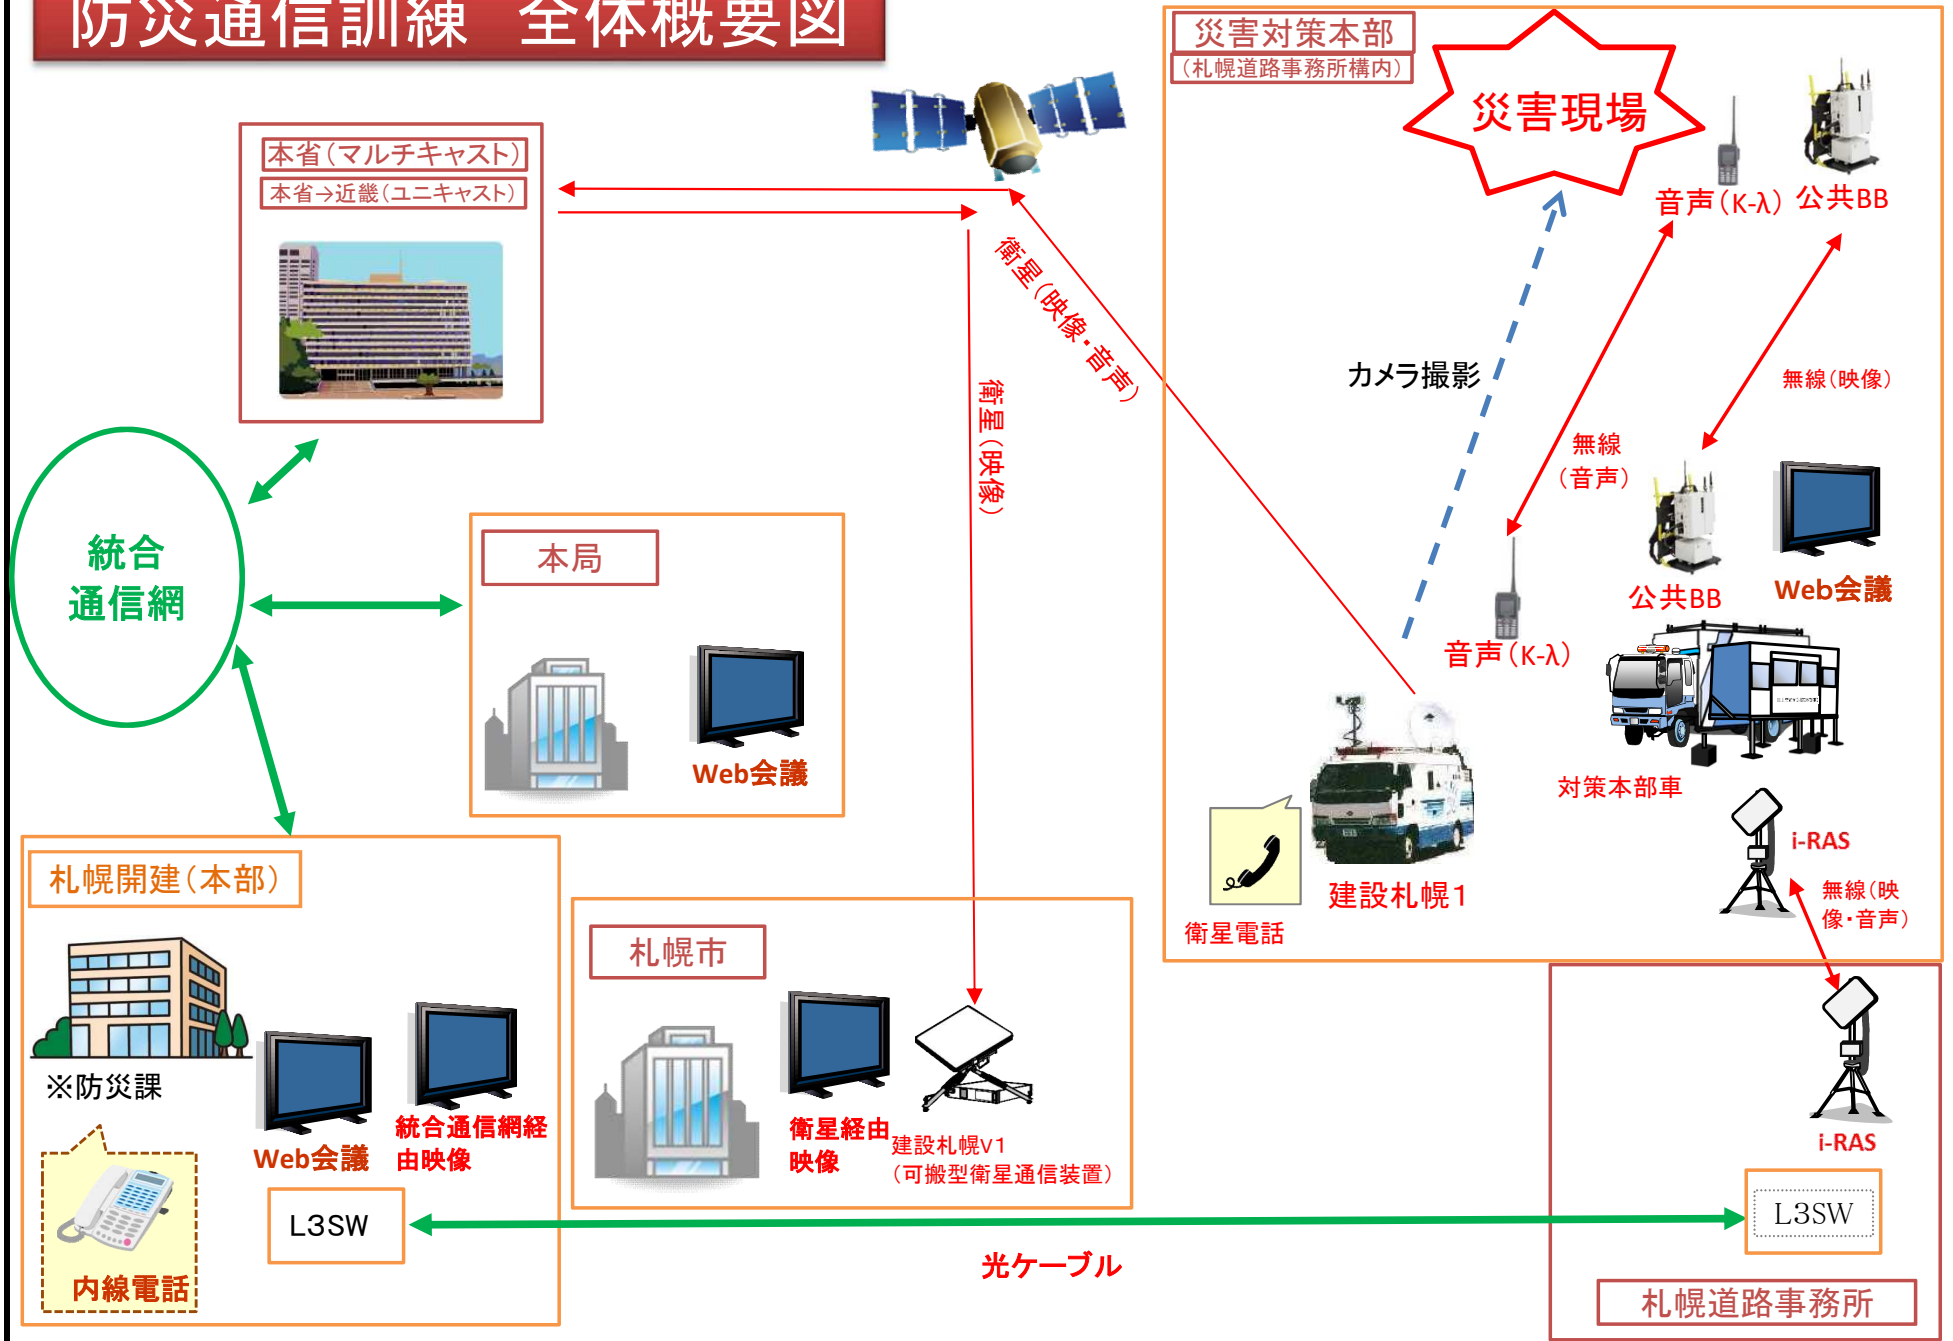 防災通信訓練　全体概要図
災害対策本部
（札幌道路事務所構内）
災害現場
音声（K-λ）
公共BB
本省（マルチキャスト）
本省→近畿（ユニキャスト）
衛星（映像・音声）
衛星（映像）
カメラ撮影
無線（映像）
無線
（音声）
統合
通信網
本局
Web会議
公共BB
Web会議
音声（K-λ）
対策本部車
i-RAS
無線（映
像・音声）
建設札幌1
衛星電話
札幌開建（本部）
※防災課
Web会議
統合通信網経
由映像
内線電話
L3SW
札幌市
衛星経由
映像
建設札幌V1
（可搬型衛星通信装置）
光ケーブル
i-RAS
L3SW
札幌道路事務所